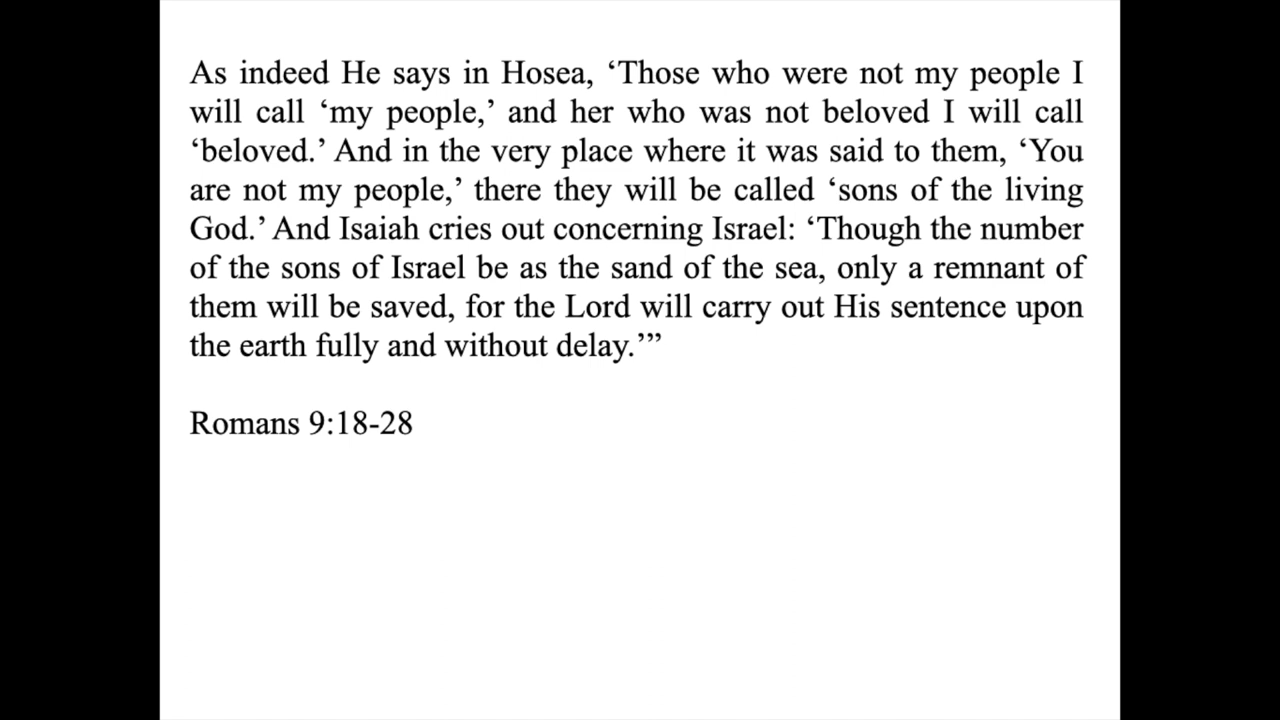 As indeed He says in Hosea, ‘Those who were not my people I
will call ‘my people,’ and her who was not beloved I will call
‘beloved.’ And in the very place where it was said to them, ‘You
are not my people,’ there they will be called ‘sons of the living
God.’ And Isaiah cries out concerning Israel: ‘Though the number
of the sons of Israel be as the sand of the sea, only a remnant of
them will be saved, for the Lord will carry out His sentence upon
the earth fully and without delay.’”
Romans 9:18-28